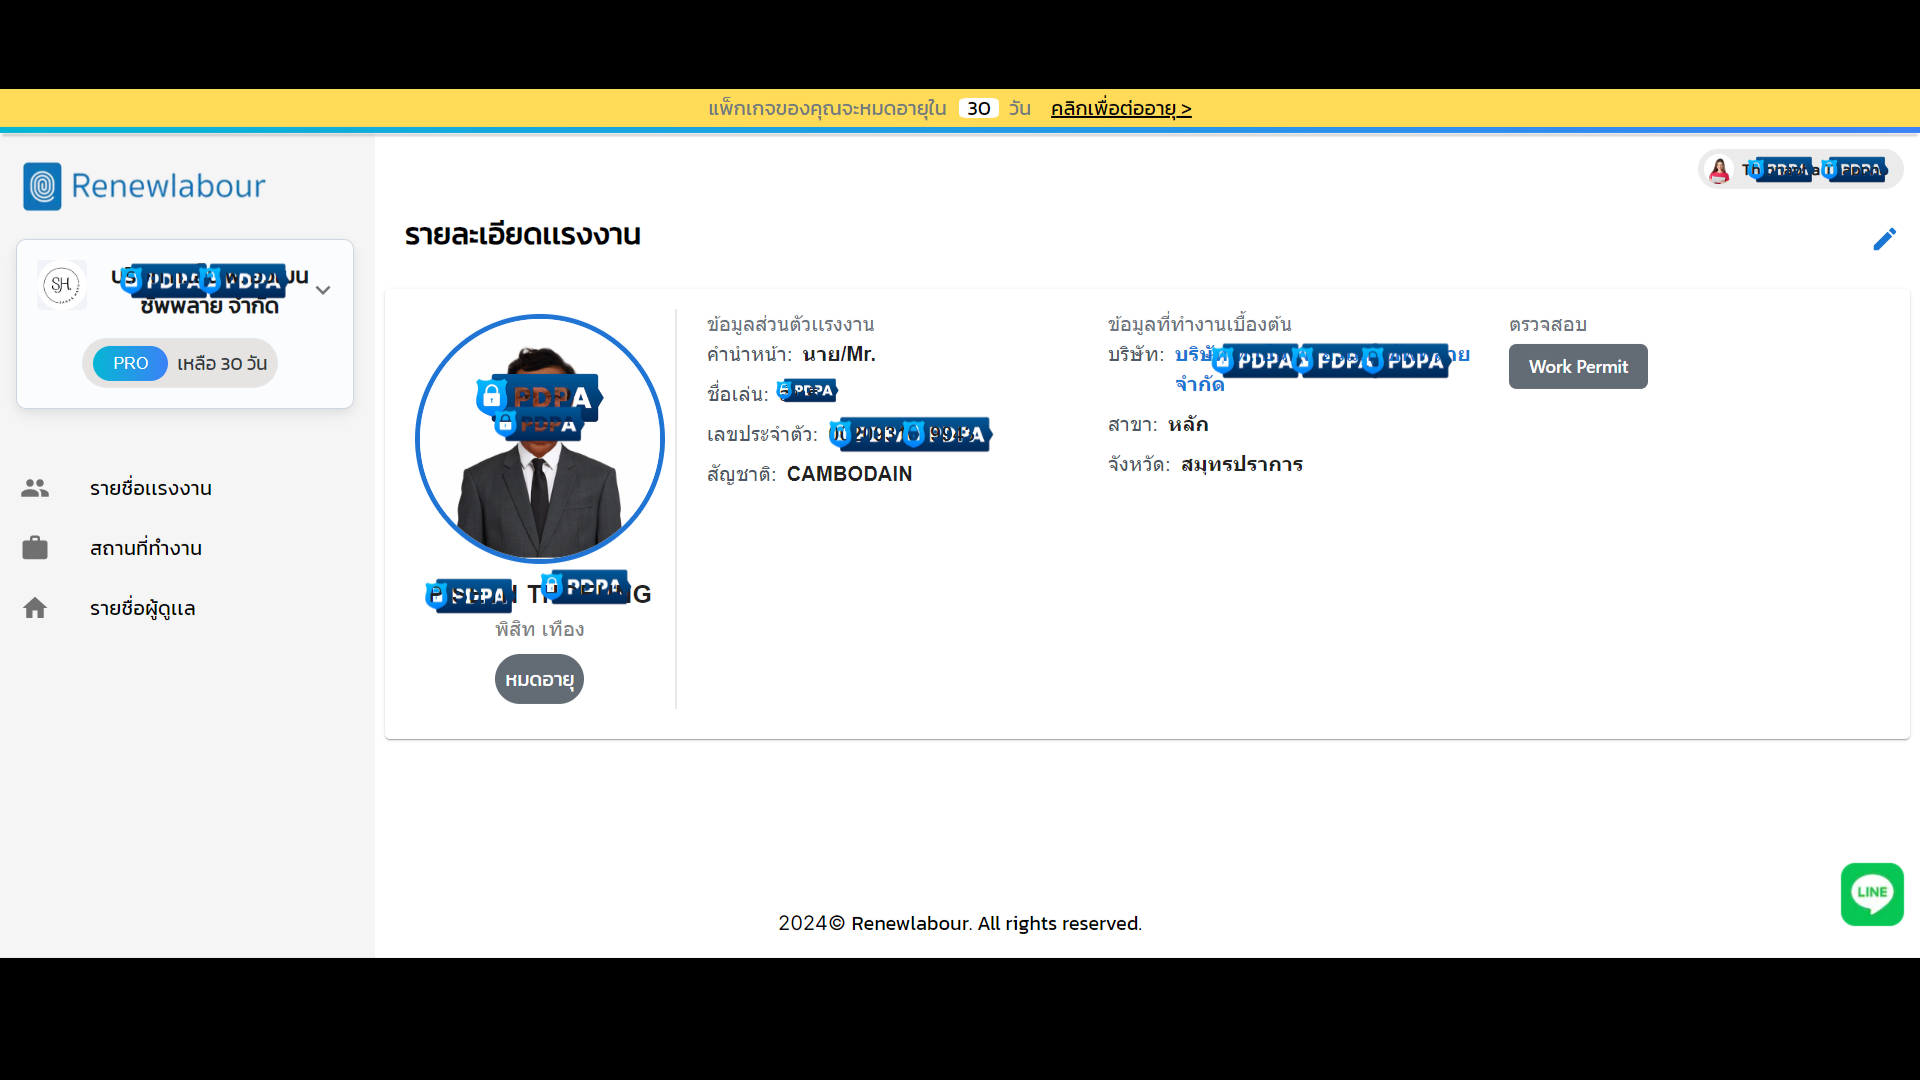 แพ็กเกจของคุณจะหมดอายุใน 30 วัน คลิกเพื่อต่ออายุ >
Renewlabour
PDPA PDPA
PDPA PDPA
ซัพพลาย จำกัด
PRO เหลือ 30 วัน
รายชื่อแรงงาน
สถานที่ทำงาน
รายชื่อผู้ดูแล
รายละเอียดแรงงาน
PDPA
PDPA
PDPA PDPA
พิสิท เทือง
หมดอายุ
ข้อมูลส่วนตัวแรงงาน
คำนำหน้า: นาย/Mr.
ชื่อเล่น: PDPA
เลขประจำตัว: PDPA PDPA
สัญชาติ: CAMBODAIN
ข้อมูลที่ทำงานเบื้องต้น
บริษัท: PDPA PDPA PDPA
จำกัด
สาขา: หลัก
จังหวัด: สมุทรปราการ
ตรวจสอบ
Work Permit
LINE
2024© Renewlabour. All rights reserved.